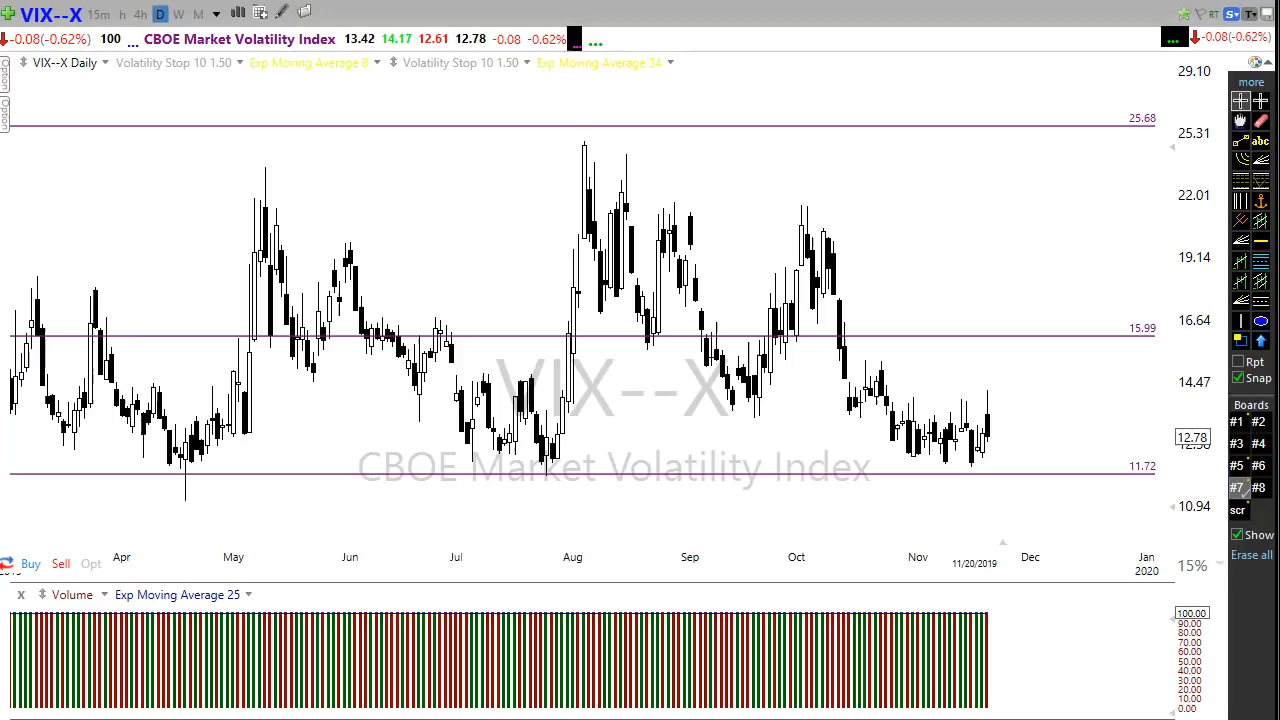 VIX--X 15m h 4h D W M RT S T
-0.08(-0.62%) 100 ... CBOE Market Volatility Index 13.42 14.17 12.61 12.78 -0.08 -0.62% ... ... -0.08(-0.62%)
VIX--X Daily Volatility Stop 10 1.50 Exp Moving Average 8 Volatility Stop 10 1.50 Exp Moving Average 34
Option
Option
29.10
more
25.68
25.31
abc
22.01
19.14
16.64
15.99
Rpt
Snap
14.47
VIX--X
Boards
#1 #2
12.78
#3 #4
CBOE Market Volatility Index
11.72
#5 #6
#7 #8
10.94
scr
Show
Erase all
Buy Sell Opt
Apr May Jun Jul Aug Sep Oct Nov 11/20/2019 Dec Jan 2020
15%
X Volume Exp Moving Average 25
100.00
90.00
80.00
70.00
60.00
50.00
40.00
30.00
20.00
10.00
0.00